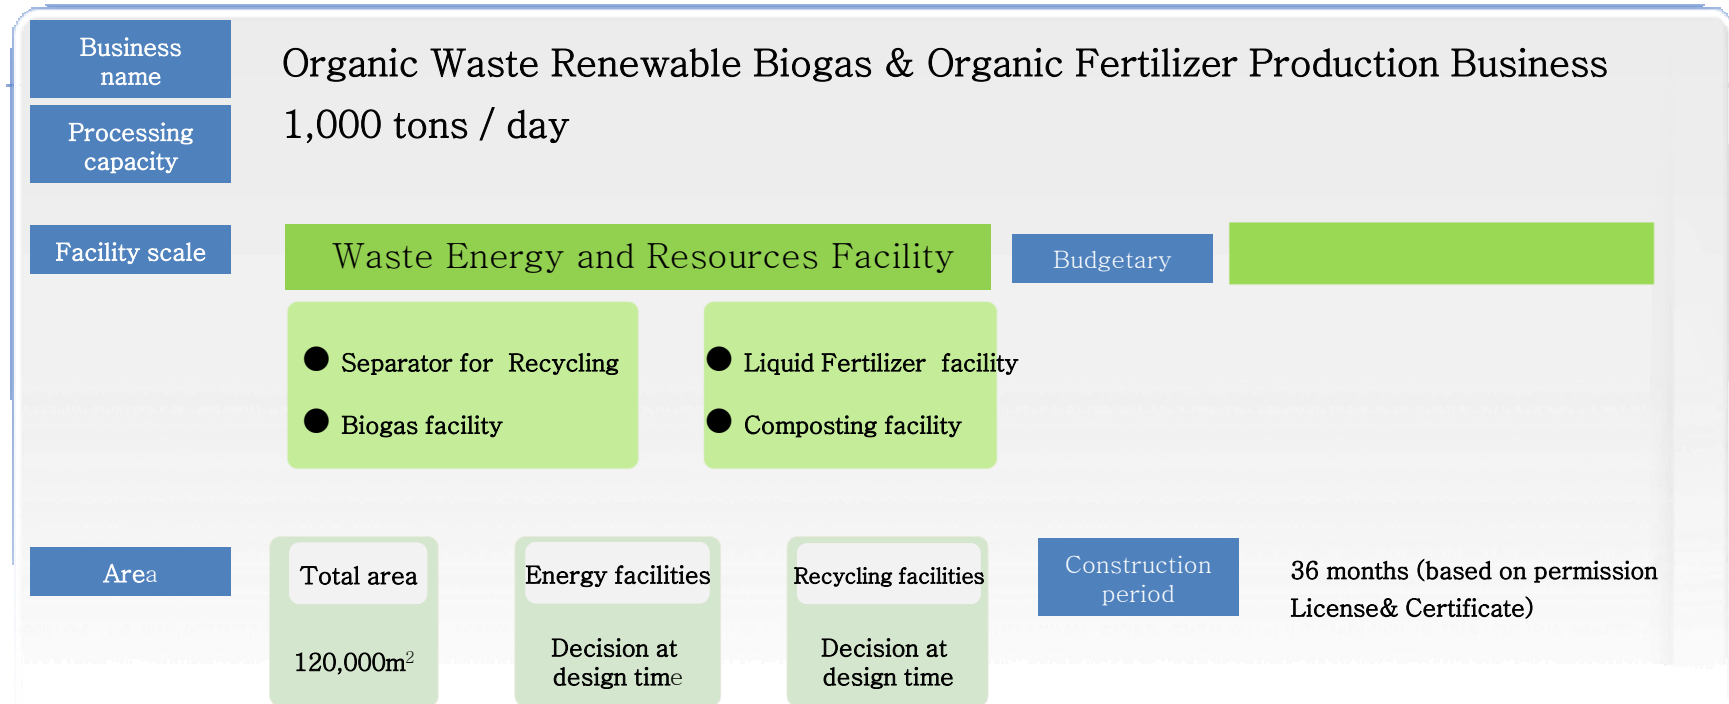 Business
name
Organic Waste Renewable Biogas & Organic Fertilizer Production Business
Processing
capacity
1,000 tons / day
Facility scale
Waste Energy and Resources Facility
Budgetary
● Separator for Recycling
● Biogas facility
● Liquid Fertilizer facility
● Composting facility
Area
Total area
120,000m²
Energy facilities
Decision at
design time
Recycling facilities
Decision at
design time
Construction
period
36 months (based on permission
License& Certificate)